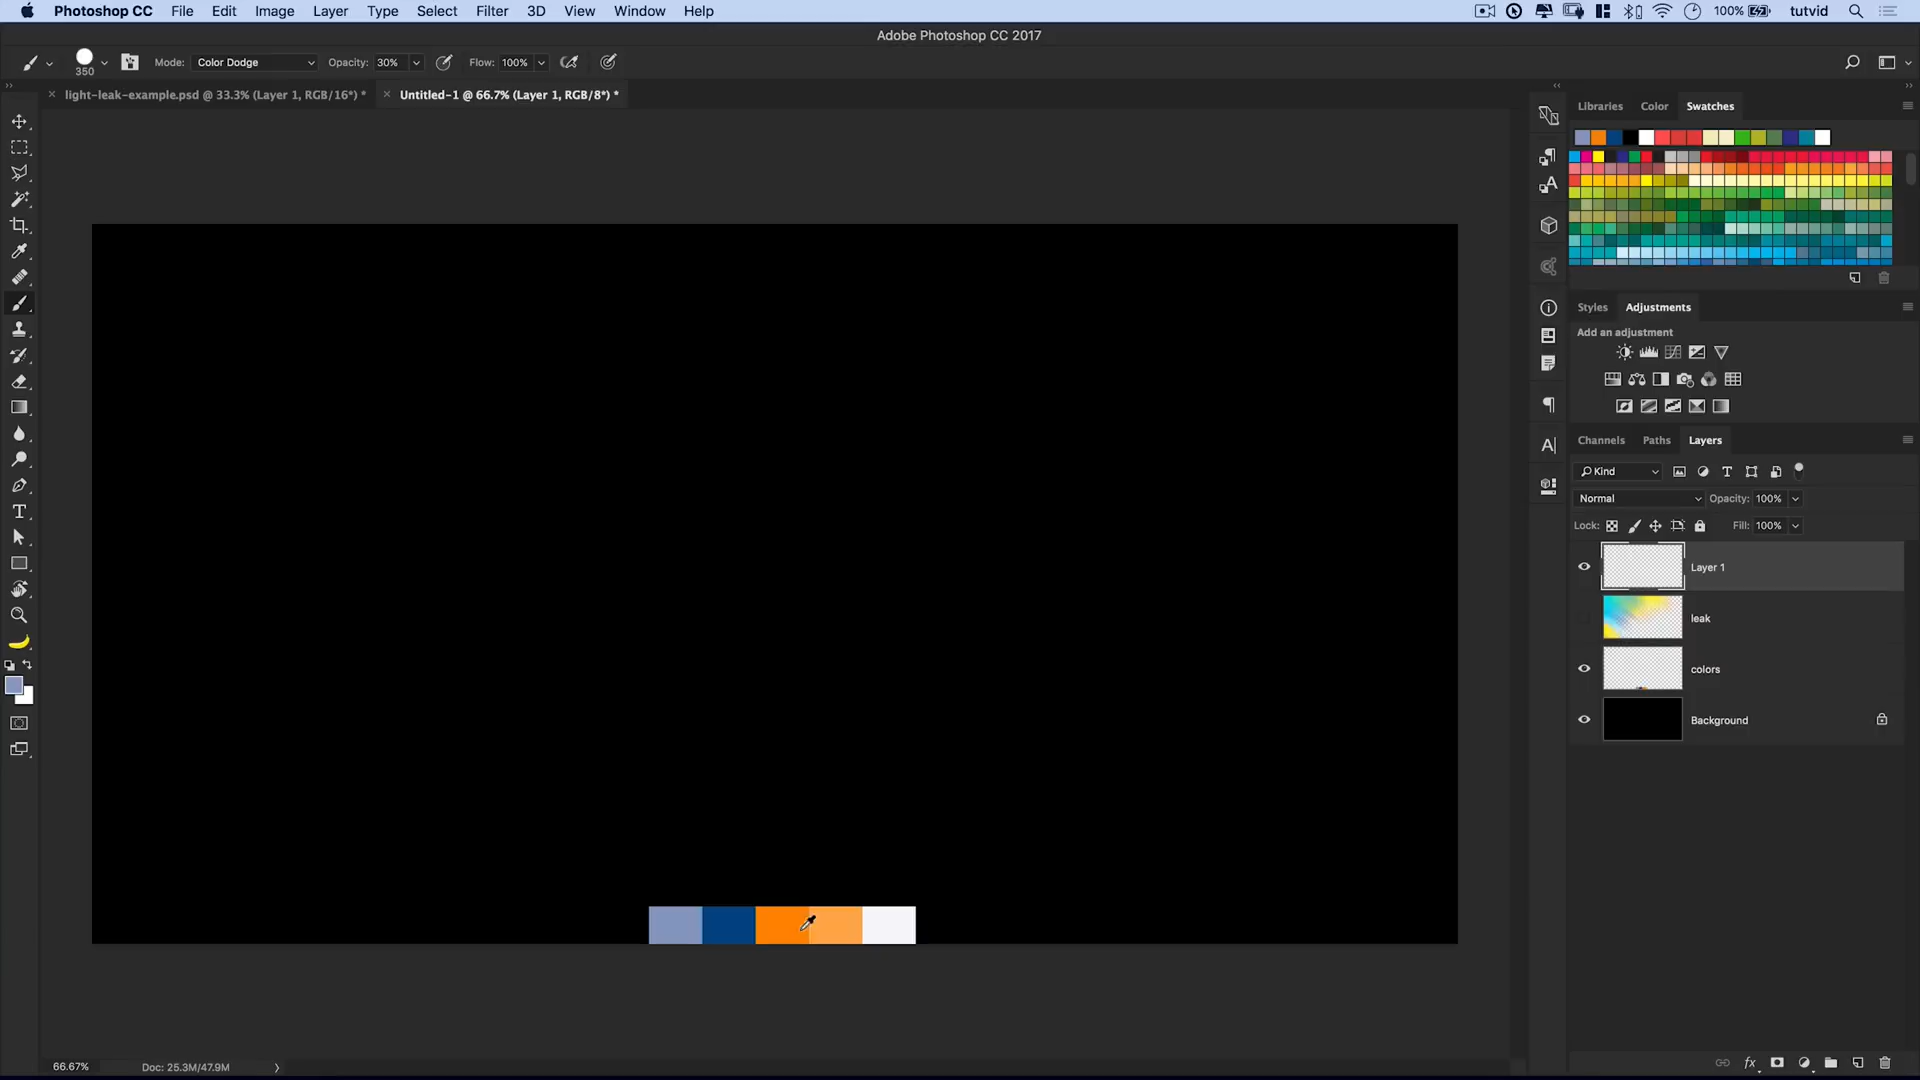 Photoshop CC File Edit Image Layer Type Select Filter 3D View Window Help 100% tutvid
Adobe Photoshop CC 2017
350 Mode: Color Dodge Opacity: 30% Flow: 100%
light-leak-example.psd @ 33.3% (Layer 1, RGB/16*) * Untitled-1 @ 66.7% (Layer 1, RGB/8*) *
Libraries Color Swatches
Styles Adjustments
Add an adjustment
Channels Paths Layers
Kind
Normal Opacity: 100%
Lock: Fill: 100%
Layer 1
leak
colors
Background
66.67% Doc: 25.3M/47.9M